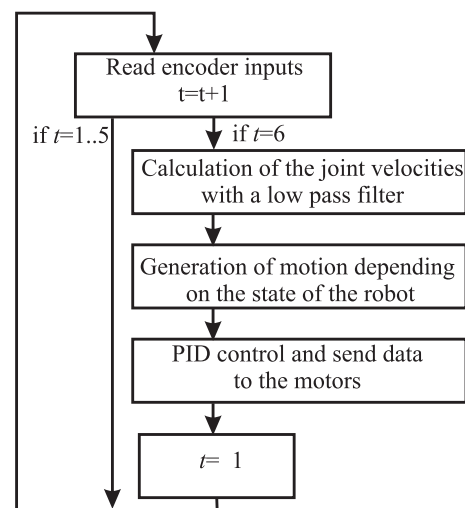 Read encoder inputs
t=t+1
if t=1..5
if t=6
Calculation of the joint velocities
with a low pass filter
Generation of motion depending
on the state of the robot
PID control and send data
to the motors
t= 1